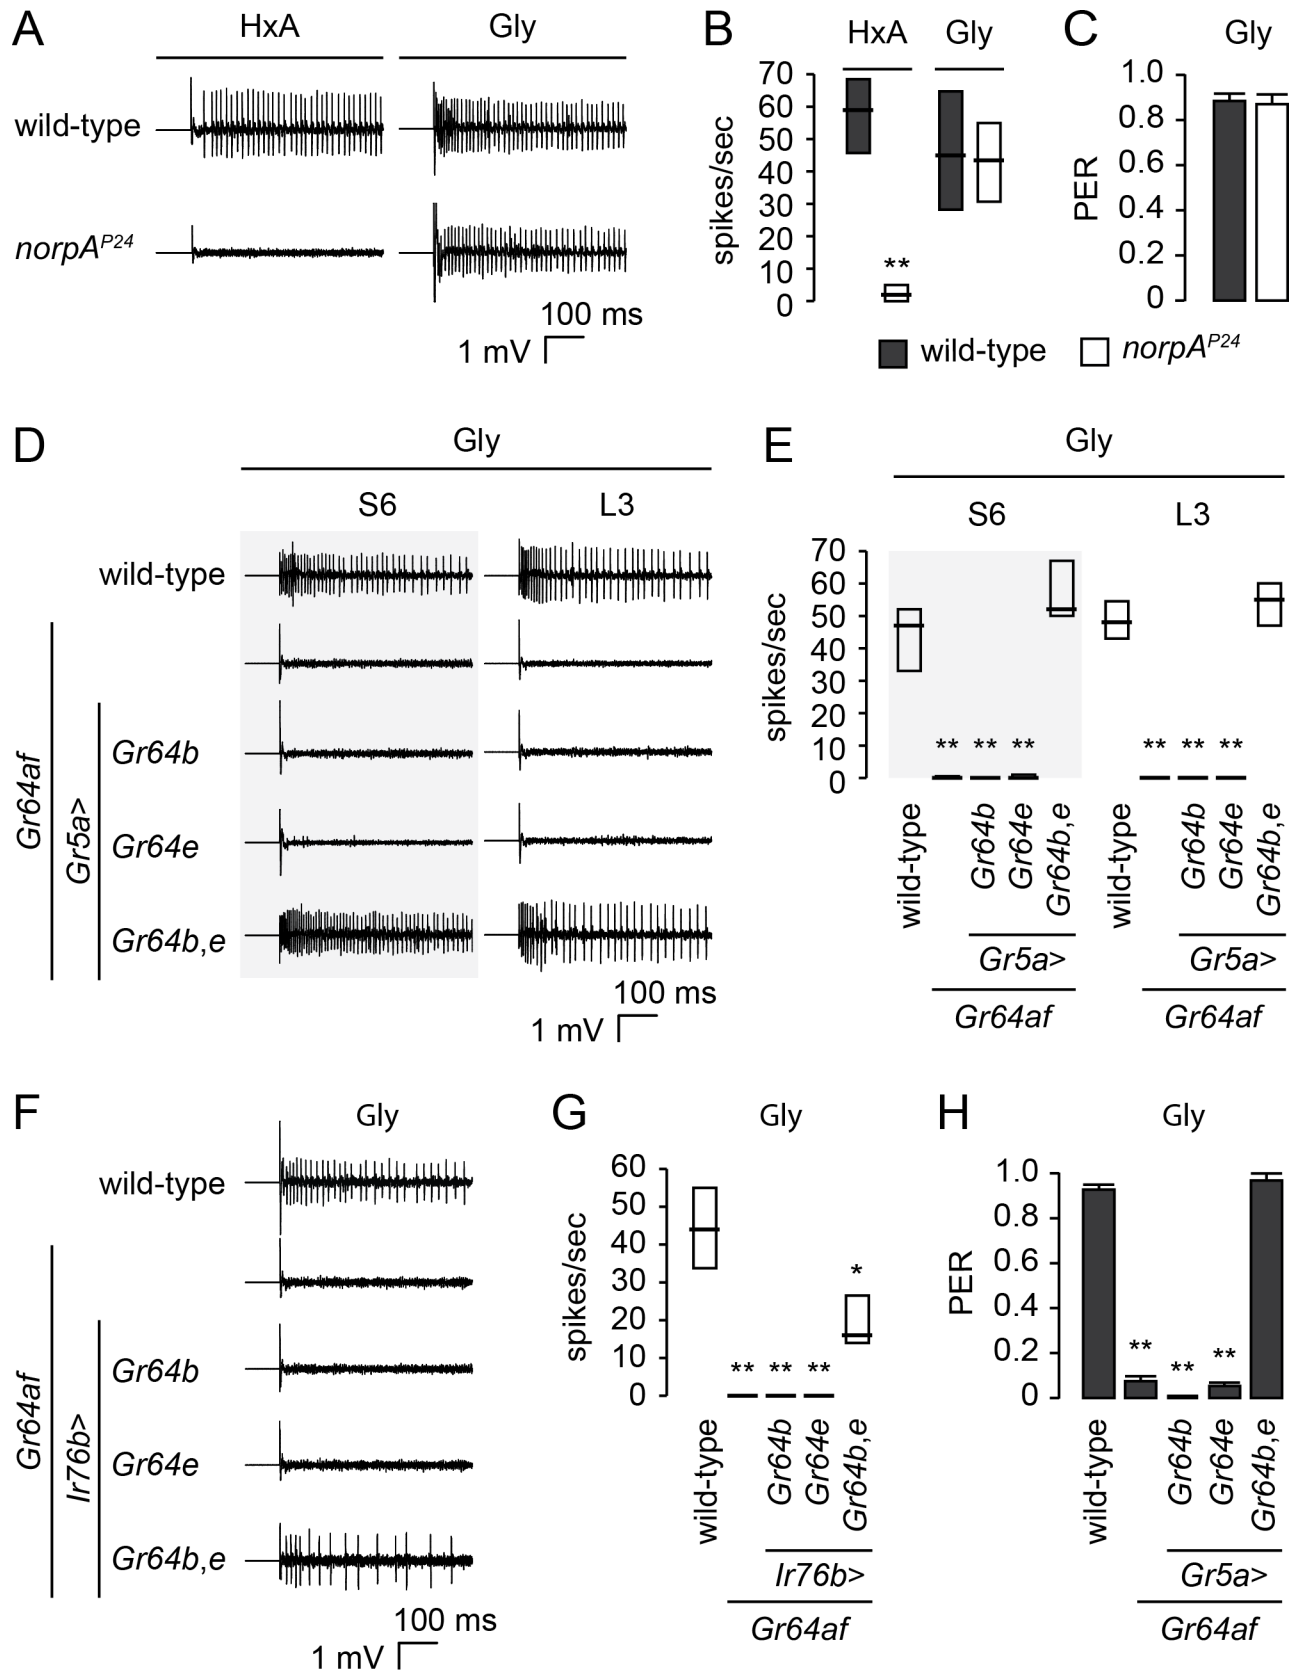 A
HxA
Gly
wild-type
norpA^P24
100 ms
1 mV
B
HxA
Gly
spikes/sec
70
60
50
40
30
20
10
0
**
C
Gly
PER
1.0
0.8
0.6
0.4
0.2
0
wild-type
norpA^P24
D
Gly
S6
L3
wild-type
Gr64af
Gr5a>
Gr64b
Gr64e
Gr64b,e
100 ms
1 mV
E
Gly
S6
L3
spikes/sec
70
60
50
40
30
20
10
0
** ** ** ** ** **
wild-type
Gr64b
Gr64e
Gr64b,e
wild-type
Gr64b
Gr64e
Gr64b,e
Gr5a>
Gr5a>
Gr64af
Gr64af
F
Gly
wild-type
Gr64af
Ir76b>
Gr64b
Gr64e
Gr64b,e
100 ms
1 mV
G
Gly
spikes/sec
60
50
40
30
20
10
0
** ** ** *
wild-type
Gr64b
Gr64e
Gr64b,e
Ir76b>
Gr64af
H
Gly
PER
1.0
0.8
0.6
0.4
0.2
0
** ** **
wild-type
Gr64b
Gr64e
Gr64b,e
Gr5a>
Gr64af